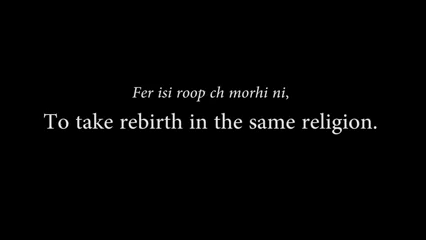 Fer isi roop ch morhi ni,
To take rebirth in the same religion.